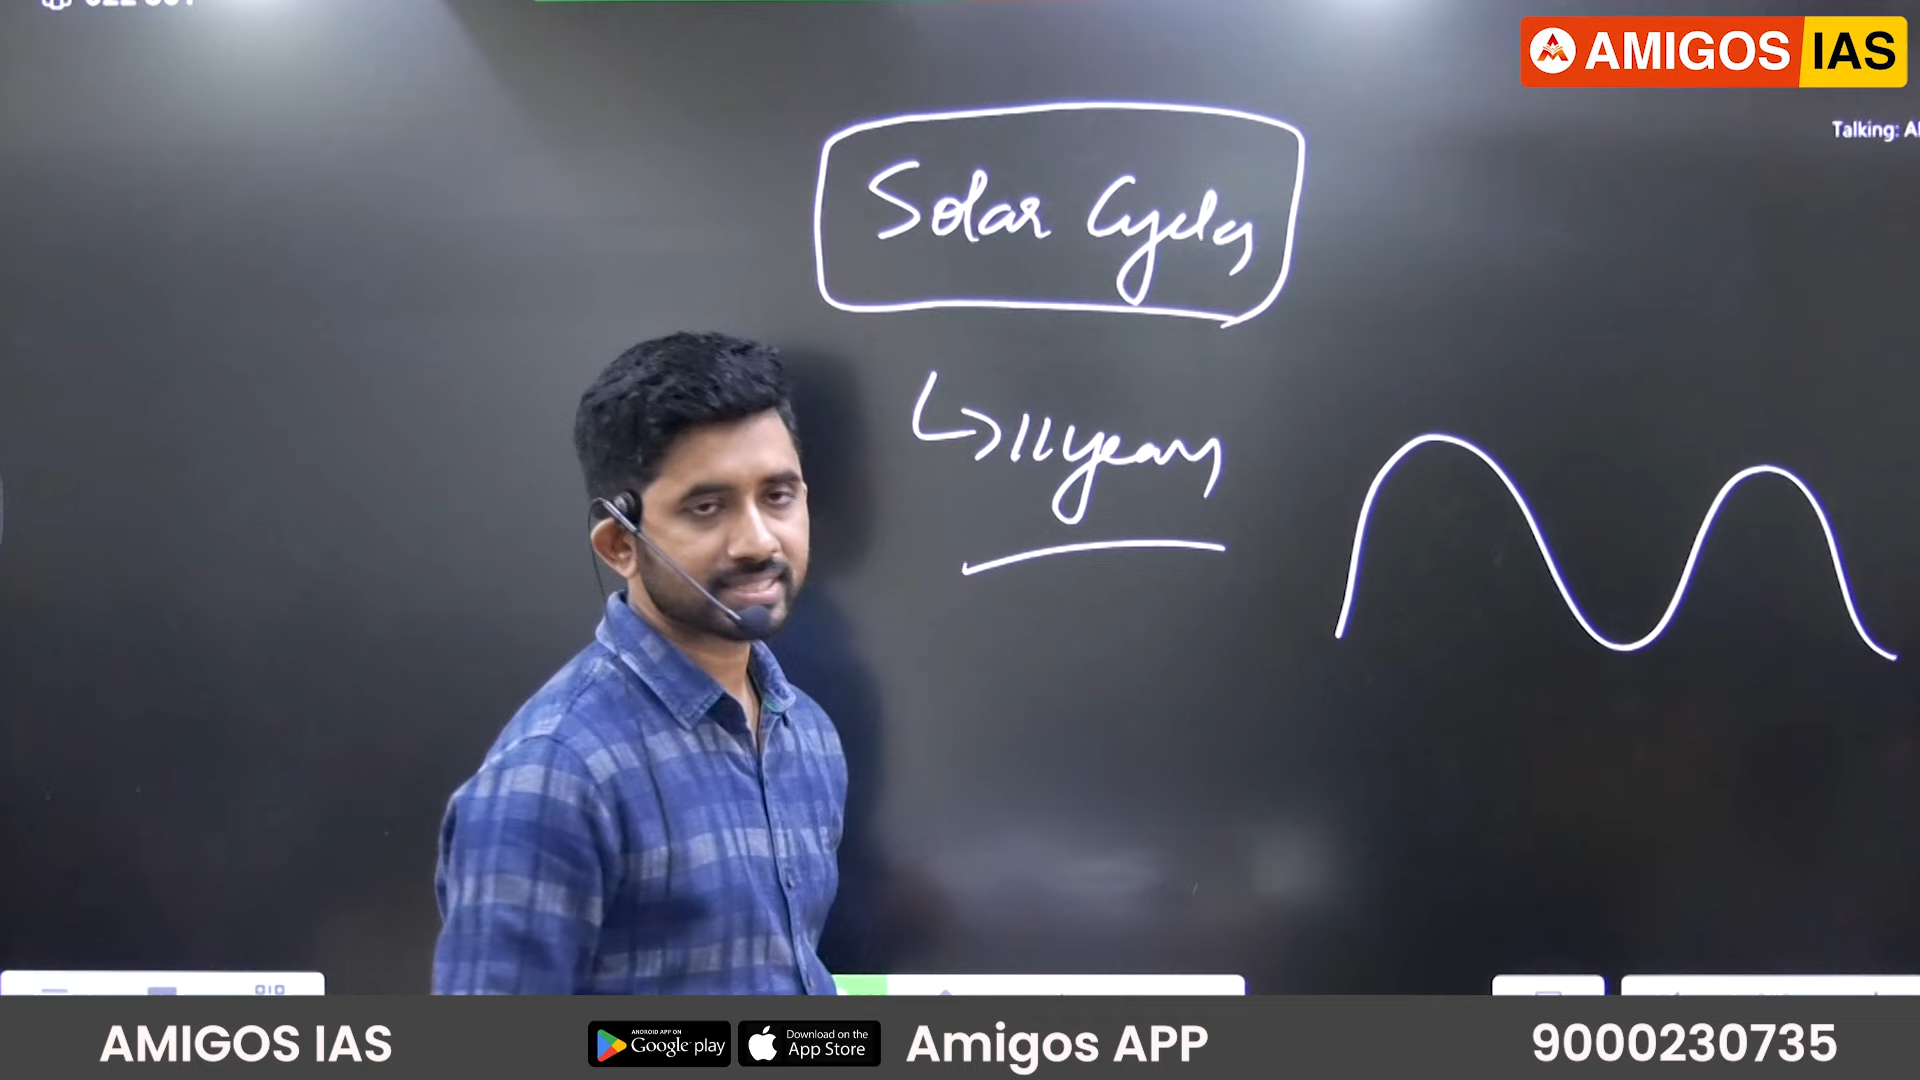 AMIGOS IAS
Talking:
Solar Cycles
11 years
AMIGOS IAS
ANDROID APP ON
Google play
Download on the
App Store
Amigos APP
9000230735